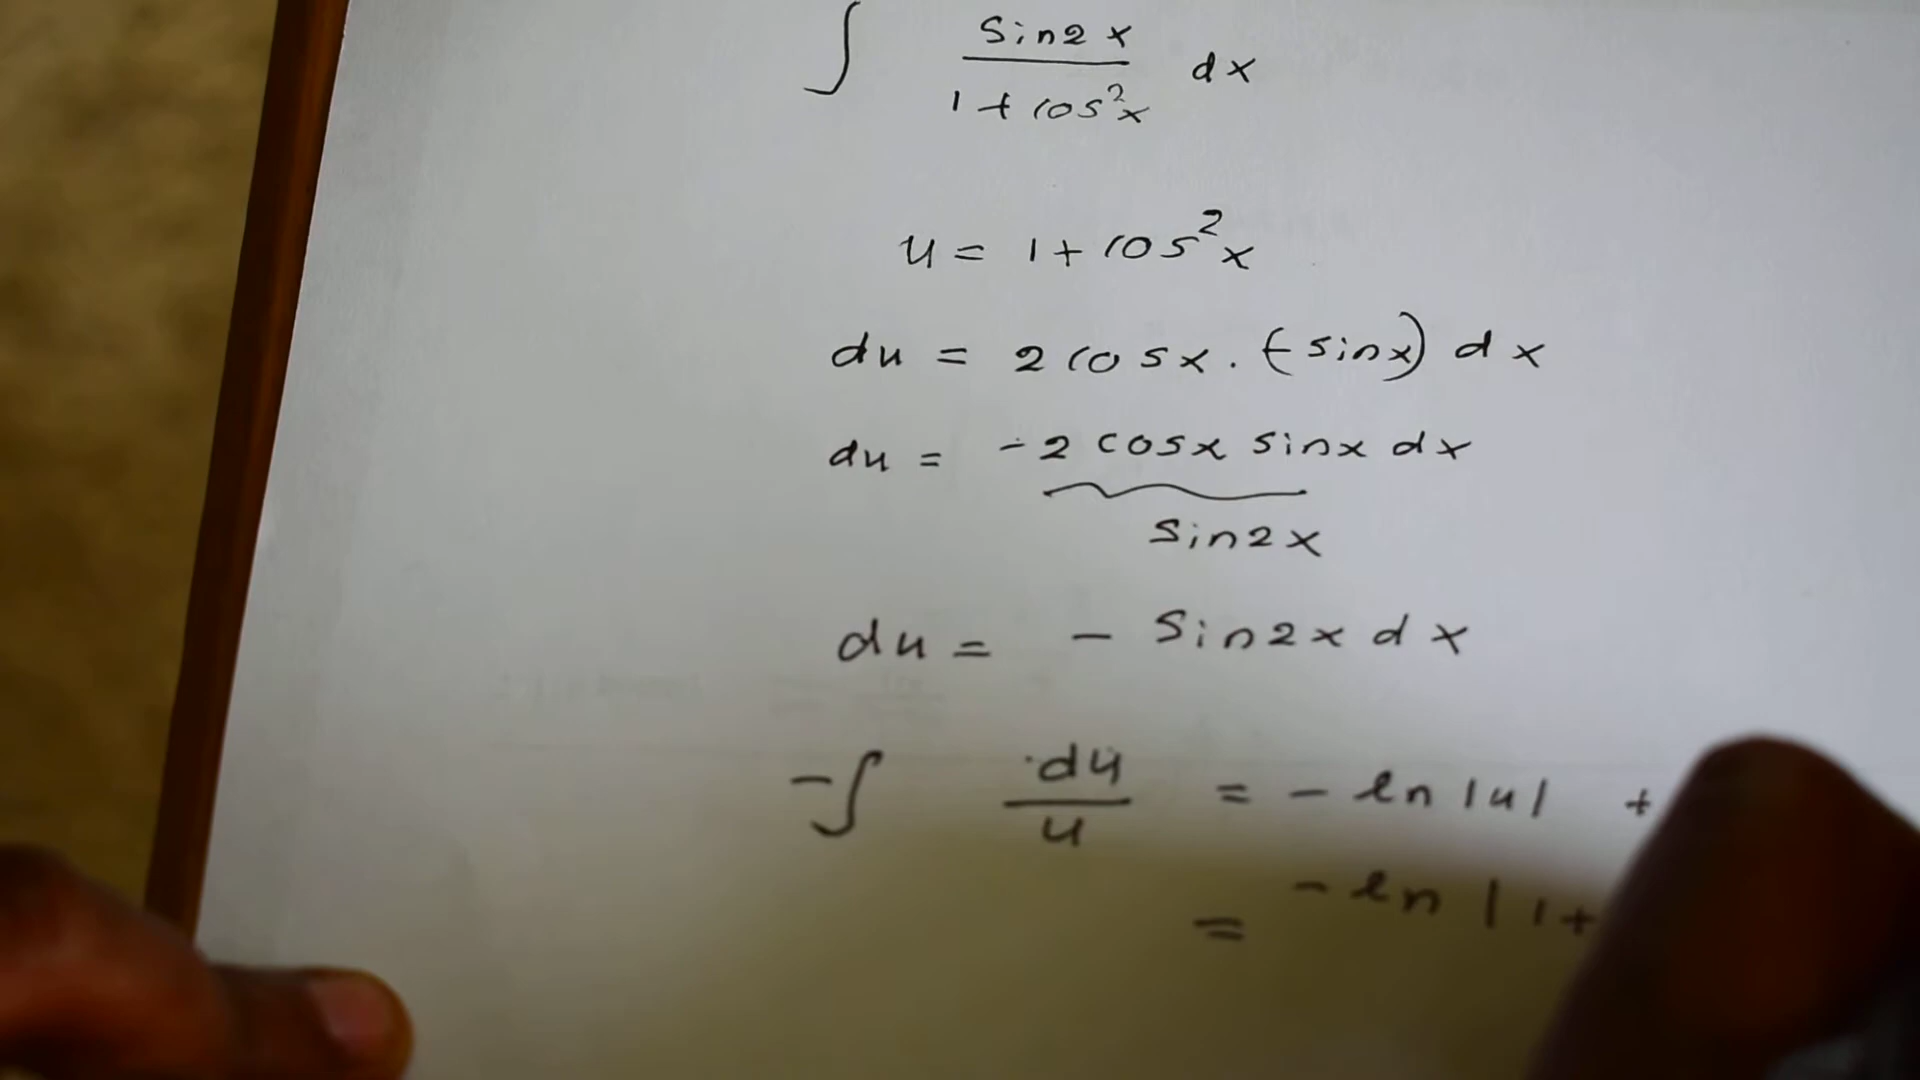 ∫ sin2x / 1+cos²x dx
u = 1+cos²x
du = 2cosx.(-sinx) dx
du = -2 cosx sinx dx
sin2x
du = - sin2x dx
-∫ du/u = - ln|u| +
= -ln|1+